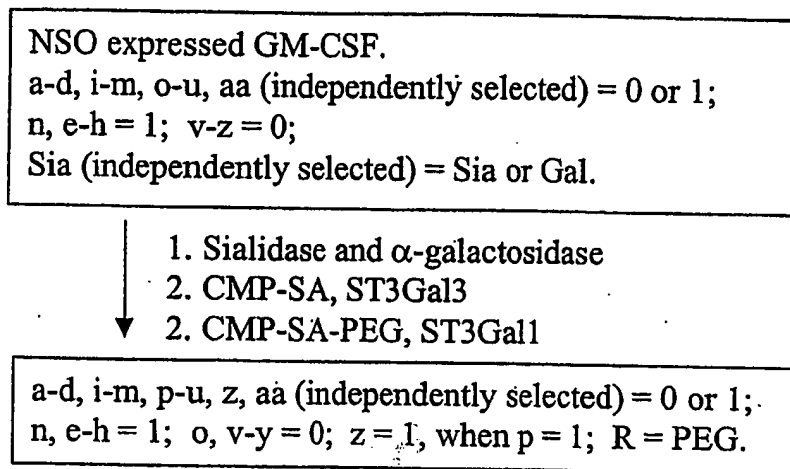 NSO expressed GM-CSF.
a-d, i-m, o-u, aa (independently selected) = 0 or 1;
n, e-h = 1; v-z = 0;
Sia (independently selected) = Sia or Gal.
1. Sialidase and α-galactosidase
2. CMP-SA, ST3Gal3
2. CMP-SA-PEG, ST3Gal1
a-d, i-m, p-u, z, aa (independently selected) = 0 or 1;
n, e-h = 1; o, v-y = 0; z = 1, when p = 1; R = PEG.